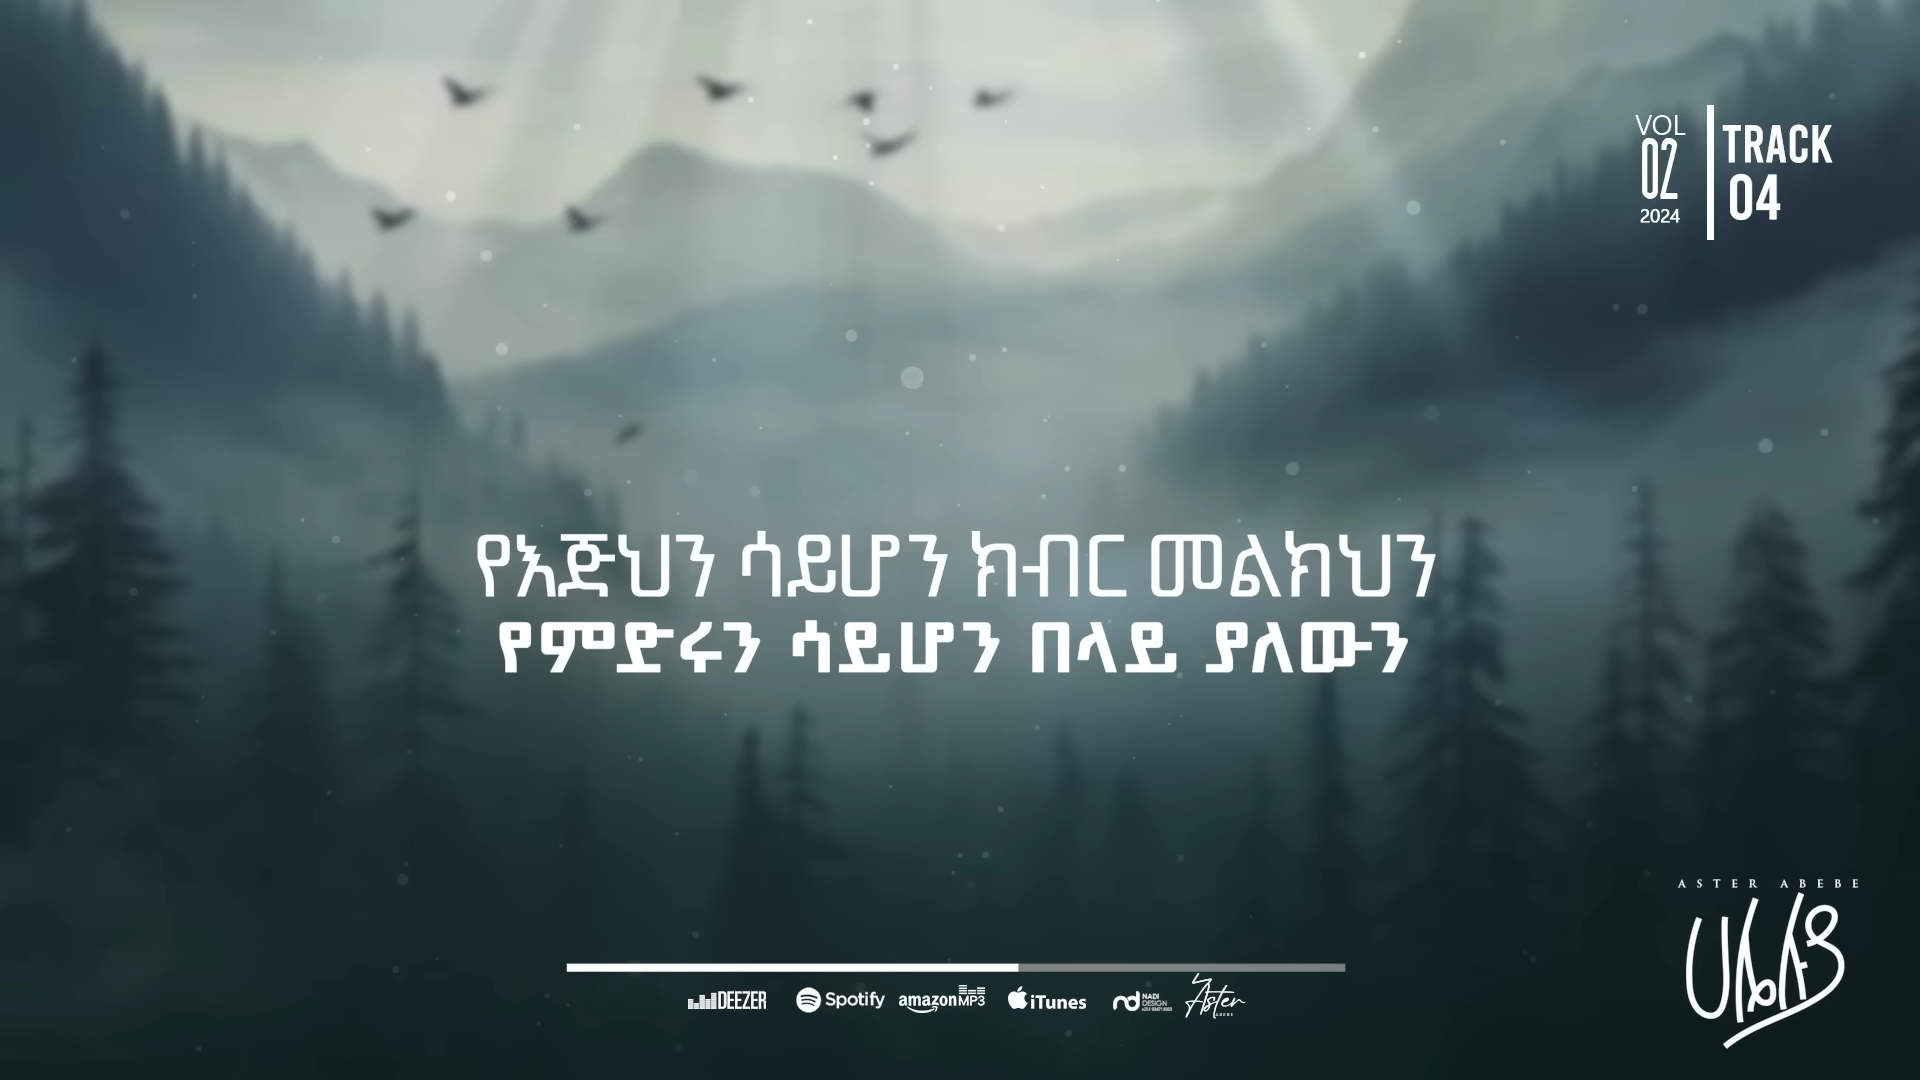 VOL
02
2024
TRACK
04
የእጅህን ሳይሆን ክብር መልክህን
የምድሩን ሳይሆን በላይ ያለውን
ASTER ABEBE
DEEZER
Spotify
amazonMP3
iTunes
NADI
DESIGN
Aster
ABEBE